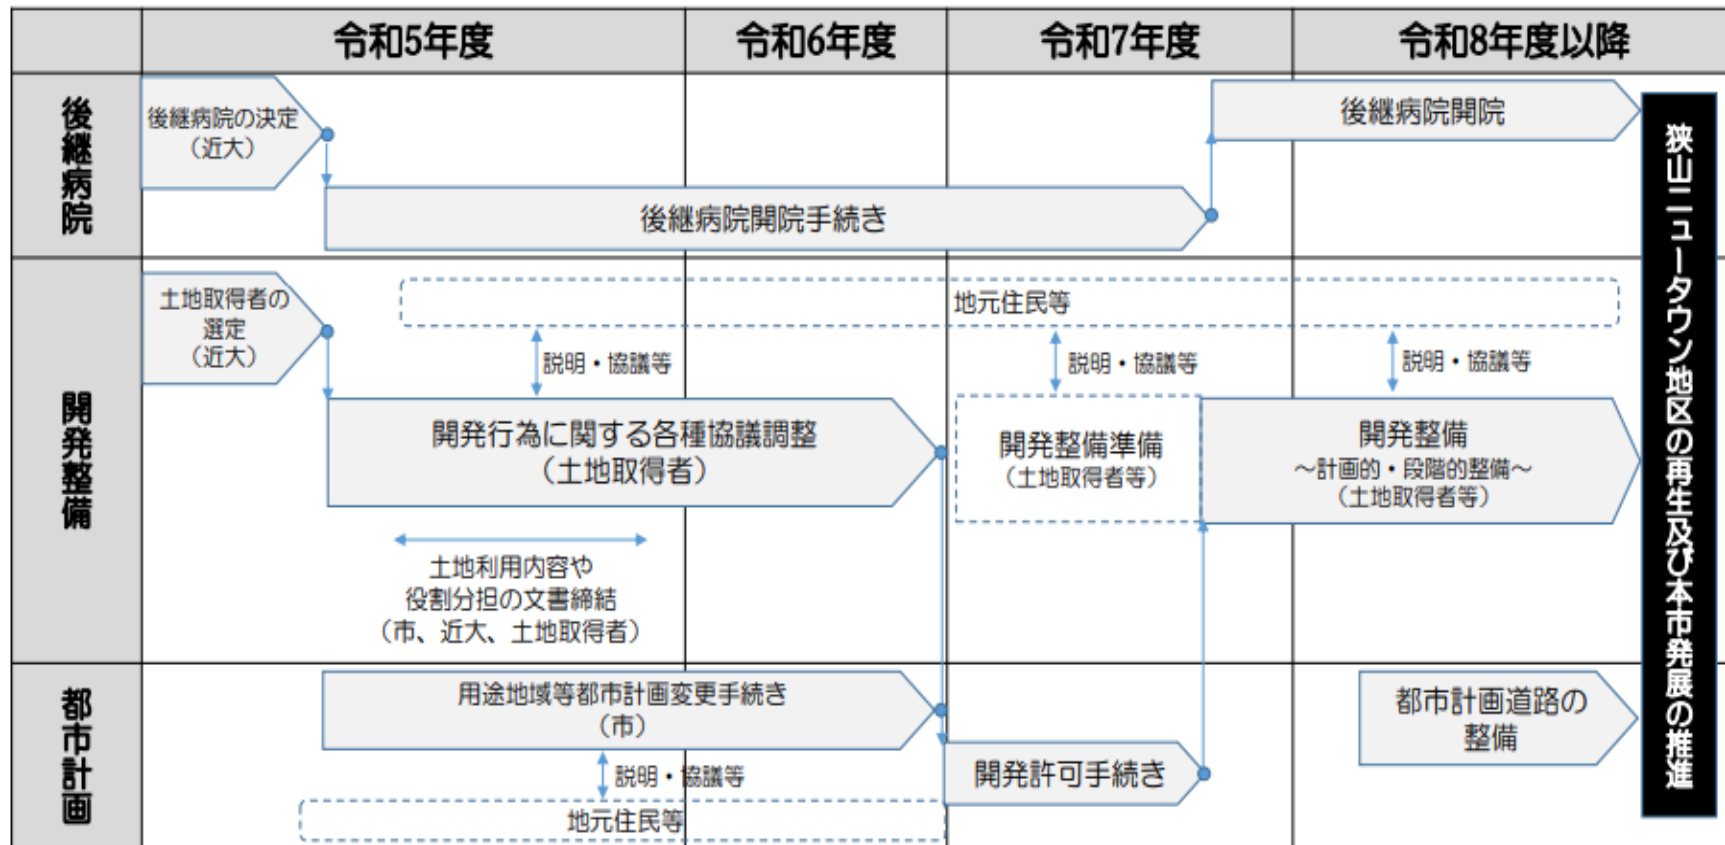 令和5年度
令和6年度
令和7年度
令和8年度以降
後継病院
後継病院の決定
（近大）
後継病院開院手続き
後継病院開院
開発整備
土地取得者の
選定
（近大）
地元住民等
説明・協議等
説明・協議等
説明・協議等
開発行為に関する各種協議調整
（土地取得者）
開発整備準備
（土地取得者等）
開発整備
～計画的・段階的整備～
（土地取得者等）
土地利用内容や
役割分担の文書締結
（市、近大、土地取得者）
都市計画
用途地域等都市計画変更手続き
（市）
説明・協議等
地元住民等
開発許可手続き
都市計画道路の
整備
狭山ニュータウン地区の再生及び本市発展の推進